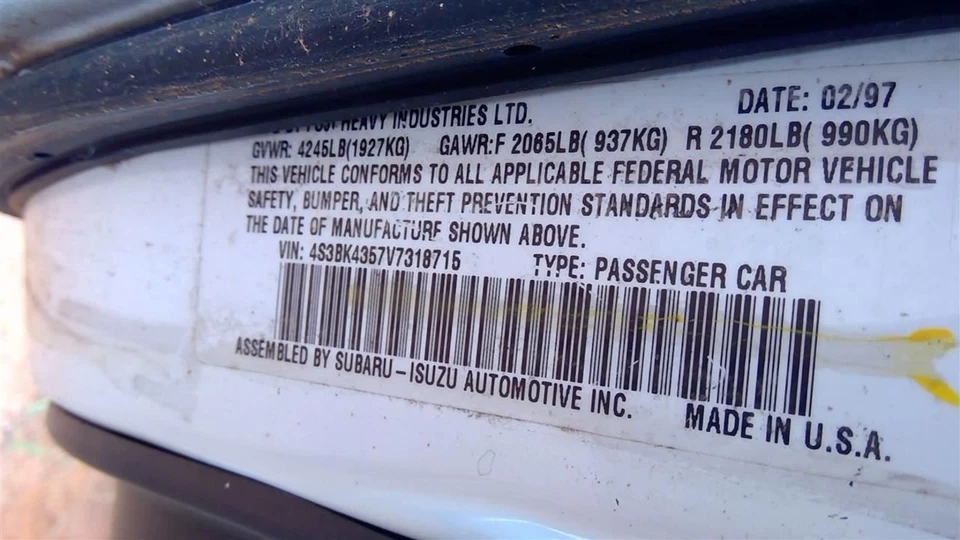 HEAVY INDUSTRIES LTD. DATE: 02/97
GVWR: 4245LB(1927KG) GAWR:F 2065LB( 937KG) R 2180LB( 990KG)
THIS VEHICLE CONFORMS TO ALL APPLICABLE FEDERAL MOTOR VEHICLE
SAFETY, BUMPER, AND THEFT PREVENTION STANDARDS IN EFFECT ON
THE DATE OF MANUFACTURE SHOWN ABOVE.
VIN: 4S3BK4357V7318715 TYPE: PASSENGER CAR
ASSEMBLED BY SUBARU-ISUZU AUTOMOTIVE INC.
MADE IN U.S.A.